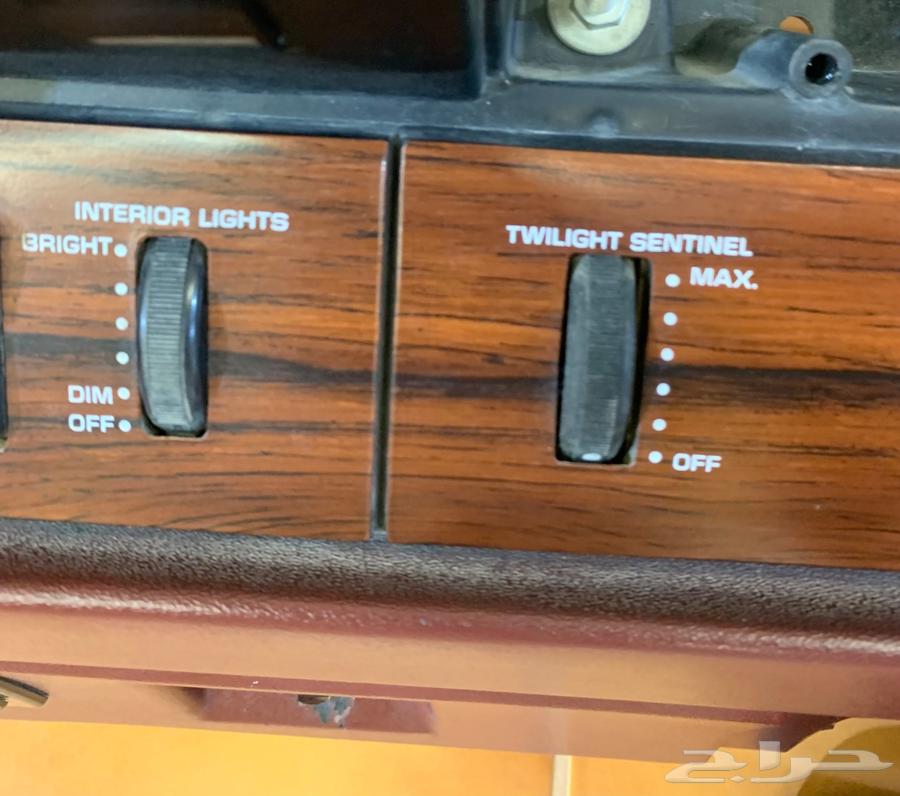 INTERIOR LIGHTS
BRIGHT
DIM
OFF
TWILIGHT SENTINEL
MAX.
OFF
حراج